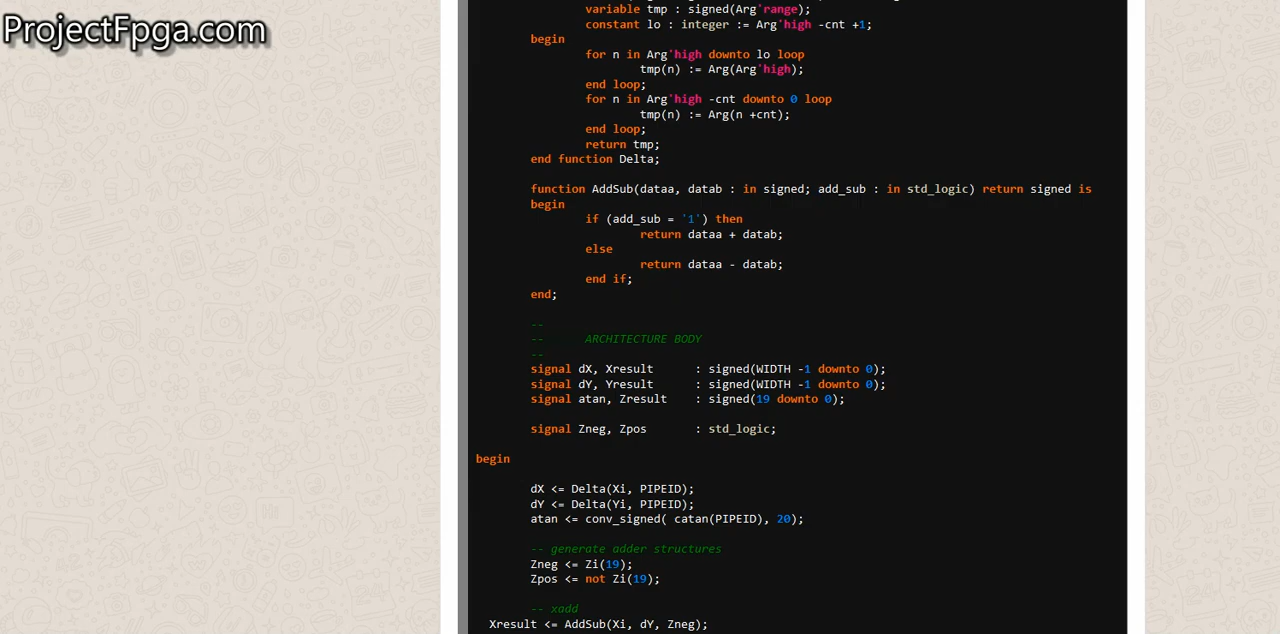 ProjectFpga.com
variable tmp : signed(Arg'range);
constant lo : integer := Arg'high -cnt +1;
begin
for n in Arg'high downto lo loop
tmp(n) := Arg(Arg'high);
end loop;
for n in Arg'high -cnt downto 0 loop
tmp(n) := Arg(n +cnt);
end loop;
return tmp;
end function Delta;
function AddSub(dataa, datab : in signed; add_sub : in std_logic) return signed is
begin
if (add_sub = '1') then
return dataa + datab;
else
return dataa - datab;
end if;
end;
--
-- ARCHITECTURE BODY
--
signal dX, Xresult : signed(WIDTH -1 downto 0);
signal dY, Yresult : signed(WIDTH -1 downto 0);
signal atan, Zresult : signed(19 downto 0);
signal Zneg, Zpos : std_logic;
begin
dX <= Delta(Xi, PIPEID);
dY <= Delta(Yi, PIPEID);
atan <= conv_signed( catan(PIPEID), 20);
-- generate adder structures
Zneg <= Zi(19);
Zpos <= not Zi(19);
-- xadd
Xresult <= AddSub(Xi, dY, Zneg);